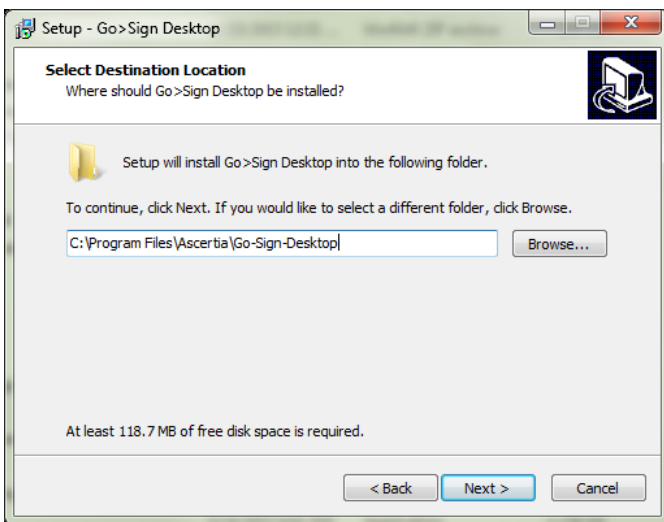 Setup - Go>Sign Desktop
Select Destination Location
Where should Go>Sign Desktop be installed?
Setup will install Go>Sign Desktop into the following folder.
To continue, click Next. If you would like to select a different folder, click Browse.
C:\Program Files\Ascertia\Go-Sign-Desktop
Browse...
At least 118.7 MB of free disk space is required.
< Back
Next >
Cancel